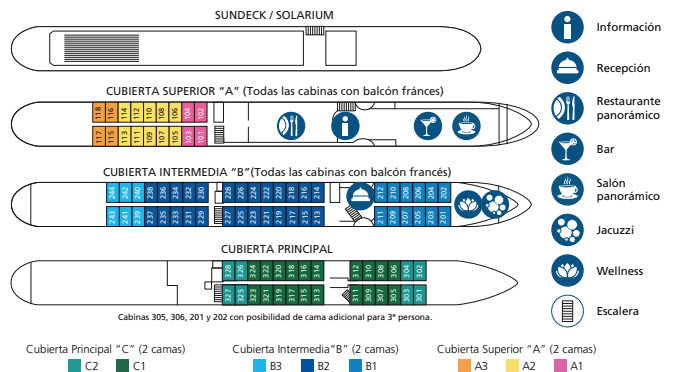 SUNDECK / SOLARIUM
CUBIERTA SUPERIOR "A" (Todas las cabinas con balcón fránces)
118 116 114 112 110 108 106 104 102
117 115 113 111 109 107 105 103 101
CUBIERTA INTERMEDIA "B"(Todas las cabinas con balcón francés)
244 242 240 238 236 234 232 230 228 226 224 222 220 218 216 214 212 210 208 206 204 202
243 241 239 237 235 233 231 229 227 225 223 221 219 217 215 213 211 209 207 205 203 201
CUBIERTA PRINCIPAL
328 326 324 322 320 318 316 314 312 310 308 306 304 302
327 325 323 321 319 317 315 313 311 309 307 305 303 301
Cabinas 305, 306, 201 y 202 con posibilidad de cama adicional para 3ª persona.
Información
Recepción
Restaurante
panorámico
Bar
Salón
panorámico
Jacuzzi
Wellness
Escalera
Cubierta Principal "C" (2 camas)
C2 C1
Cubierta Intermedia"B" (2 camas)
B3 B2 B1
Cubierta Superior "A" (2 camas)
A3 A2 A1